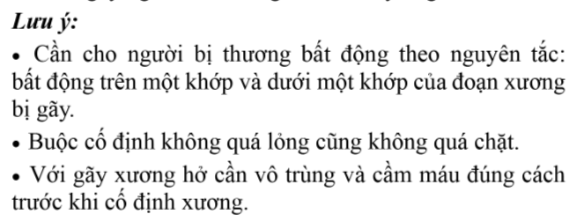 Lưu ý:
• Cần cho người bị thương bất động theo nguyên tắc:
bất động trên một khớp và dưới một khớp của đoạn xương
bị gãy.
• Buộc cố định không quá lỏng cũng không quá chặt.
• Với gãy xương hở cần vô trùng và cầm máu đúng cách
trước khi cố định xương.